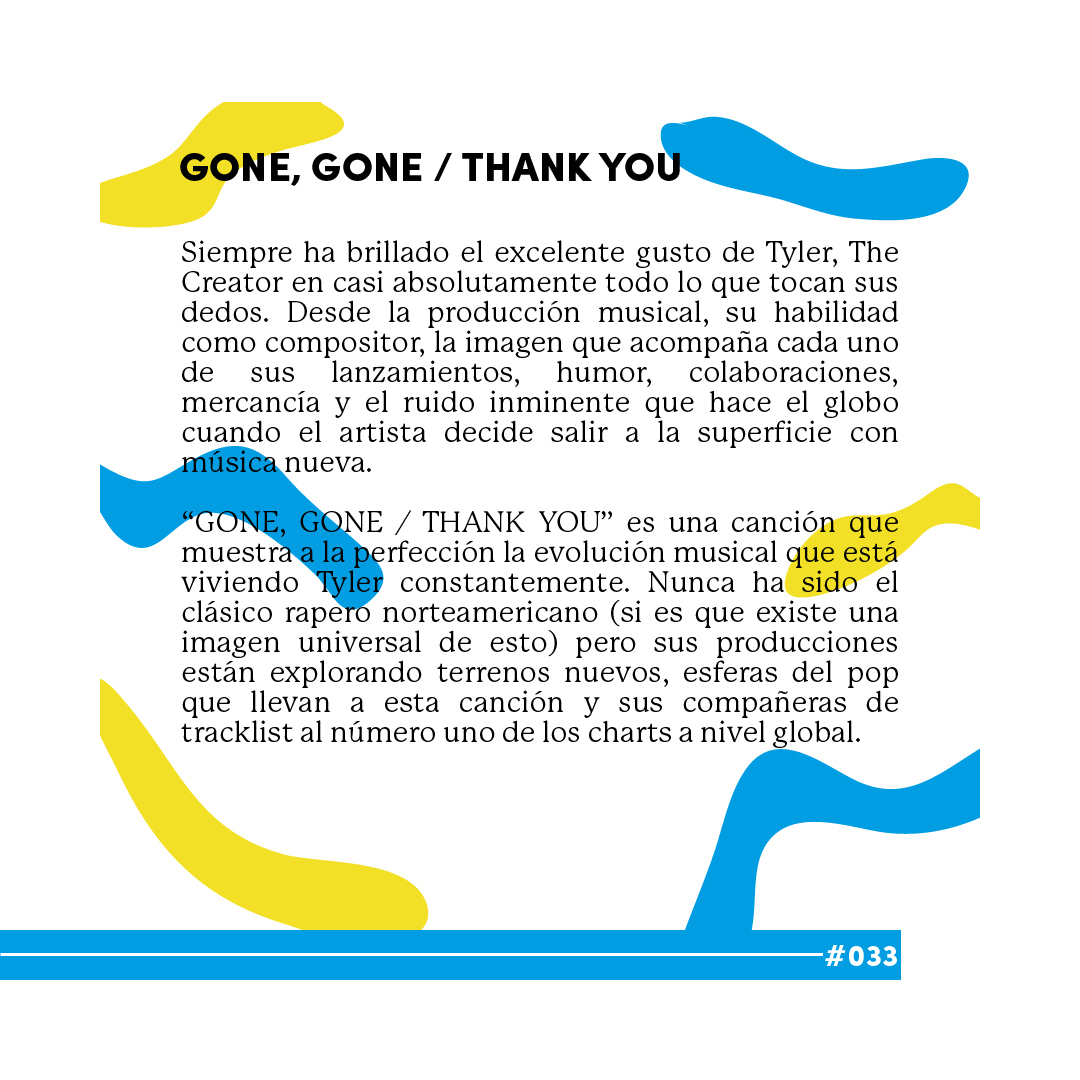 GONE, GONE / THANK YOU
Siempre ha brillado el excelente gusto de Tyler, The
Creator en casi absolutamente todo lo que tocan sus
dedos. Desde la producción musical, su habilidad
como compositor, la imagen que acompaña cada uno
de sus lanzamientos, humor, colaboraciones,
mercancía y el ruido inminente que hace el globo
cuando el artista decide salir a la superficie con
música nueva.
“GONE, GONE / THANK YOU” es una canción que
muestra a la perfección la evolución musical que está
viviendo Tyler constantemente. Nunca ha sido el
clásico rapero norteamericano (si es que existe una
imagen universal de esto) pero sus producciones
están explorando terrenos nuevos, esferas del pop
que llevan a esta canción y sus compañeras de
tracklist al número uno de los charts a nivel global.
#033